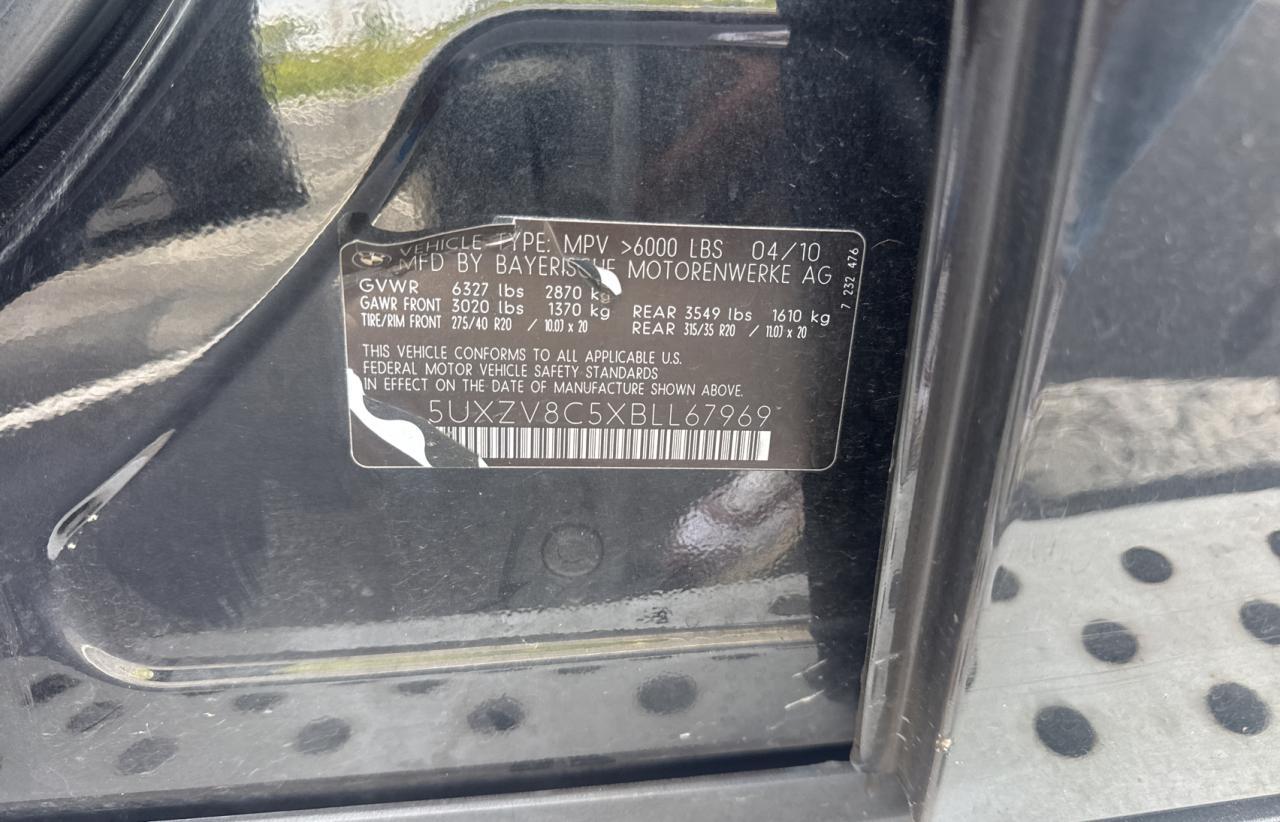 VEHICLE TYPE: MPV >6000 LBS 04/10
MFD BY BAYERISCHE MOTORENWERKE AG
GVWR 6327 lbs 2870 kg
GAWR FRONT 3020 lbs 1370 kg REAR 3549 lbs 1610 kg
TIRE/RIM FRONT 275/40 R20 / 10.0J x 20 REAR 315/35 R20 / 11.0J x 20
7 232 476
THIS VEHICLE CONFORMS TO ALL APPLICABLE U.S.
FEDERAL MOTOR VEHICLE SAFETY STANDARDS
IN EFFECT ON THE DATE OF MANUFACTURE SHOWN ABOVE.
5UXZV8C5XBLL67969